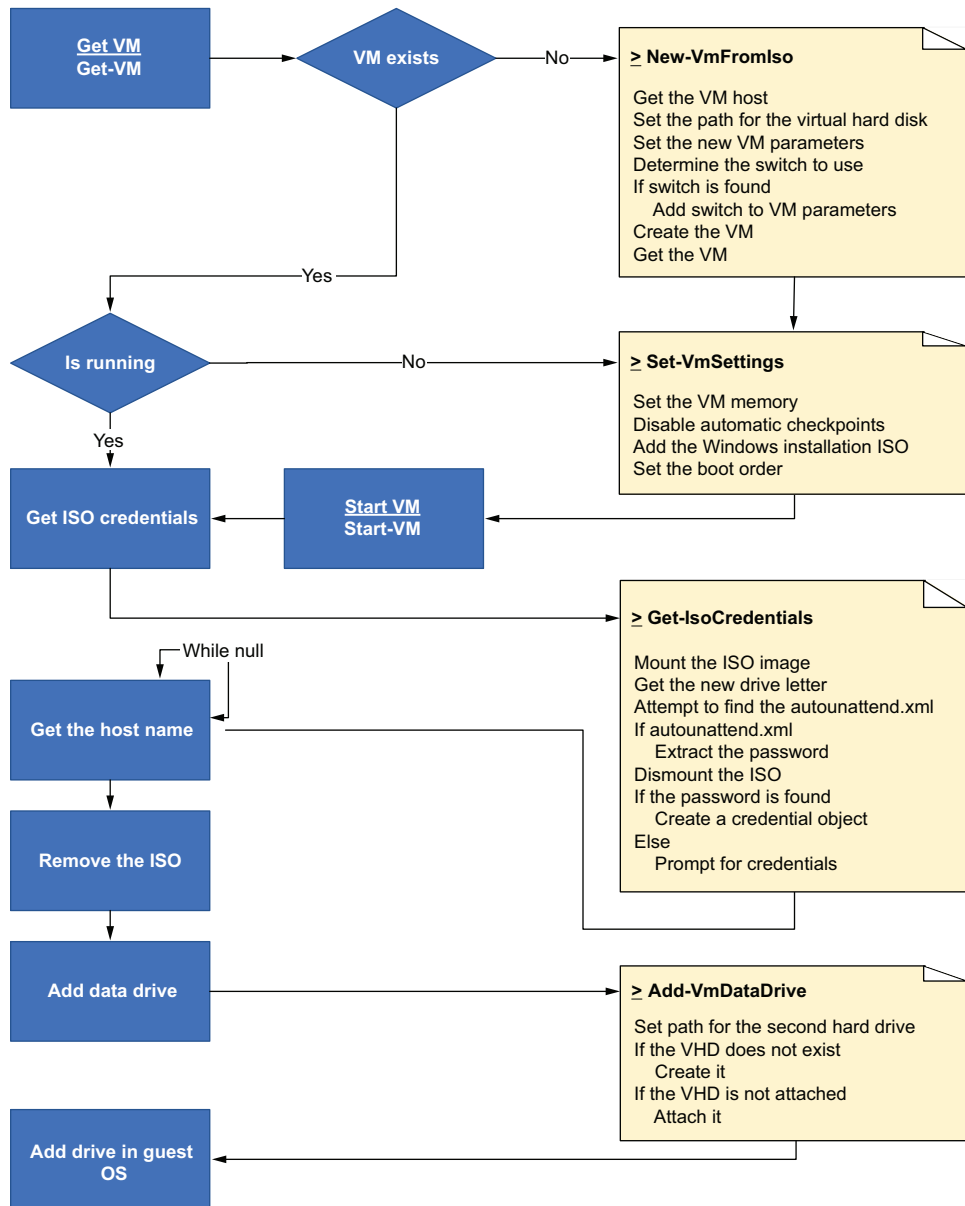 Get VM
Get-VM
VM exists
No
> New-VmFromIso
Get the VM host
Set the path for the virtual hard disk
Set the new VM parameters
Determine the switch to use
If switch is found
Add switch to VM parameters
Create the VM
Get the VM
Yes
Is running
No
> Set-VmSettings
Set the VM memory
Disable automatic checkpoints
Add the Windows installation ISO
Set the boot order
Yes
Get ISO credentials
Start VM
Start-VM
> Get-IsoCredentials
Mount the ISO image
Get the new drive letter
Attempt to find the autounattend.xml
If autounattend.xml
Extract the password
Dismount the ISO
If the password is found
Create a credential object
Else
Prompt for credentials
While null
Get the host name
Remove the ISO
Add data drive
> Add-VmDataDrive
Set path for the second hard drive
If the VHD does not exist
Create it
If the VHD is not attached
Attach it
Add drive in guest
OS